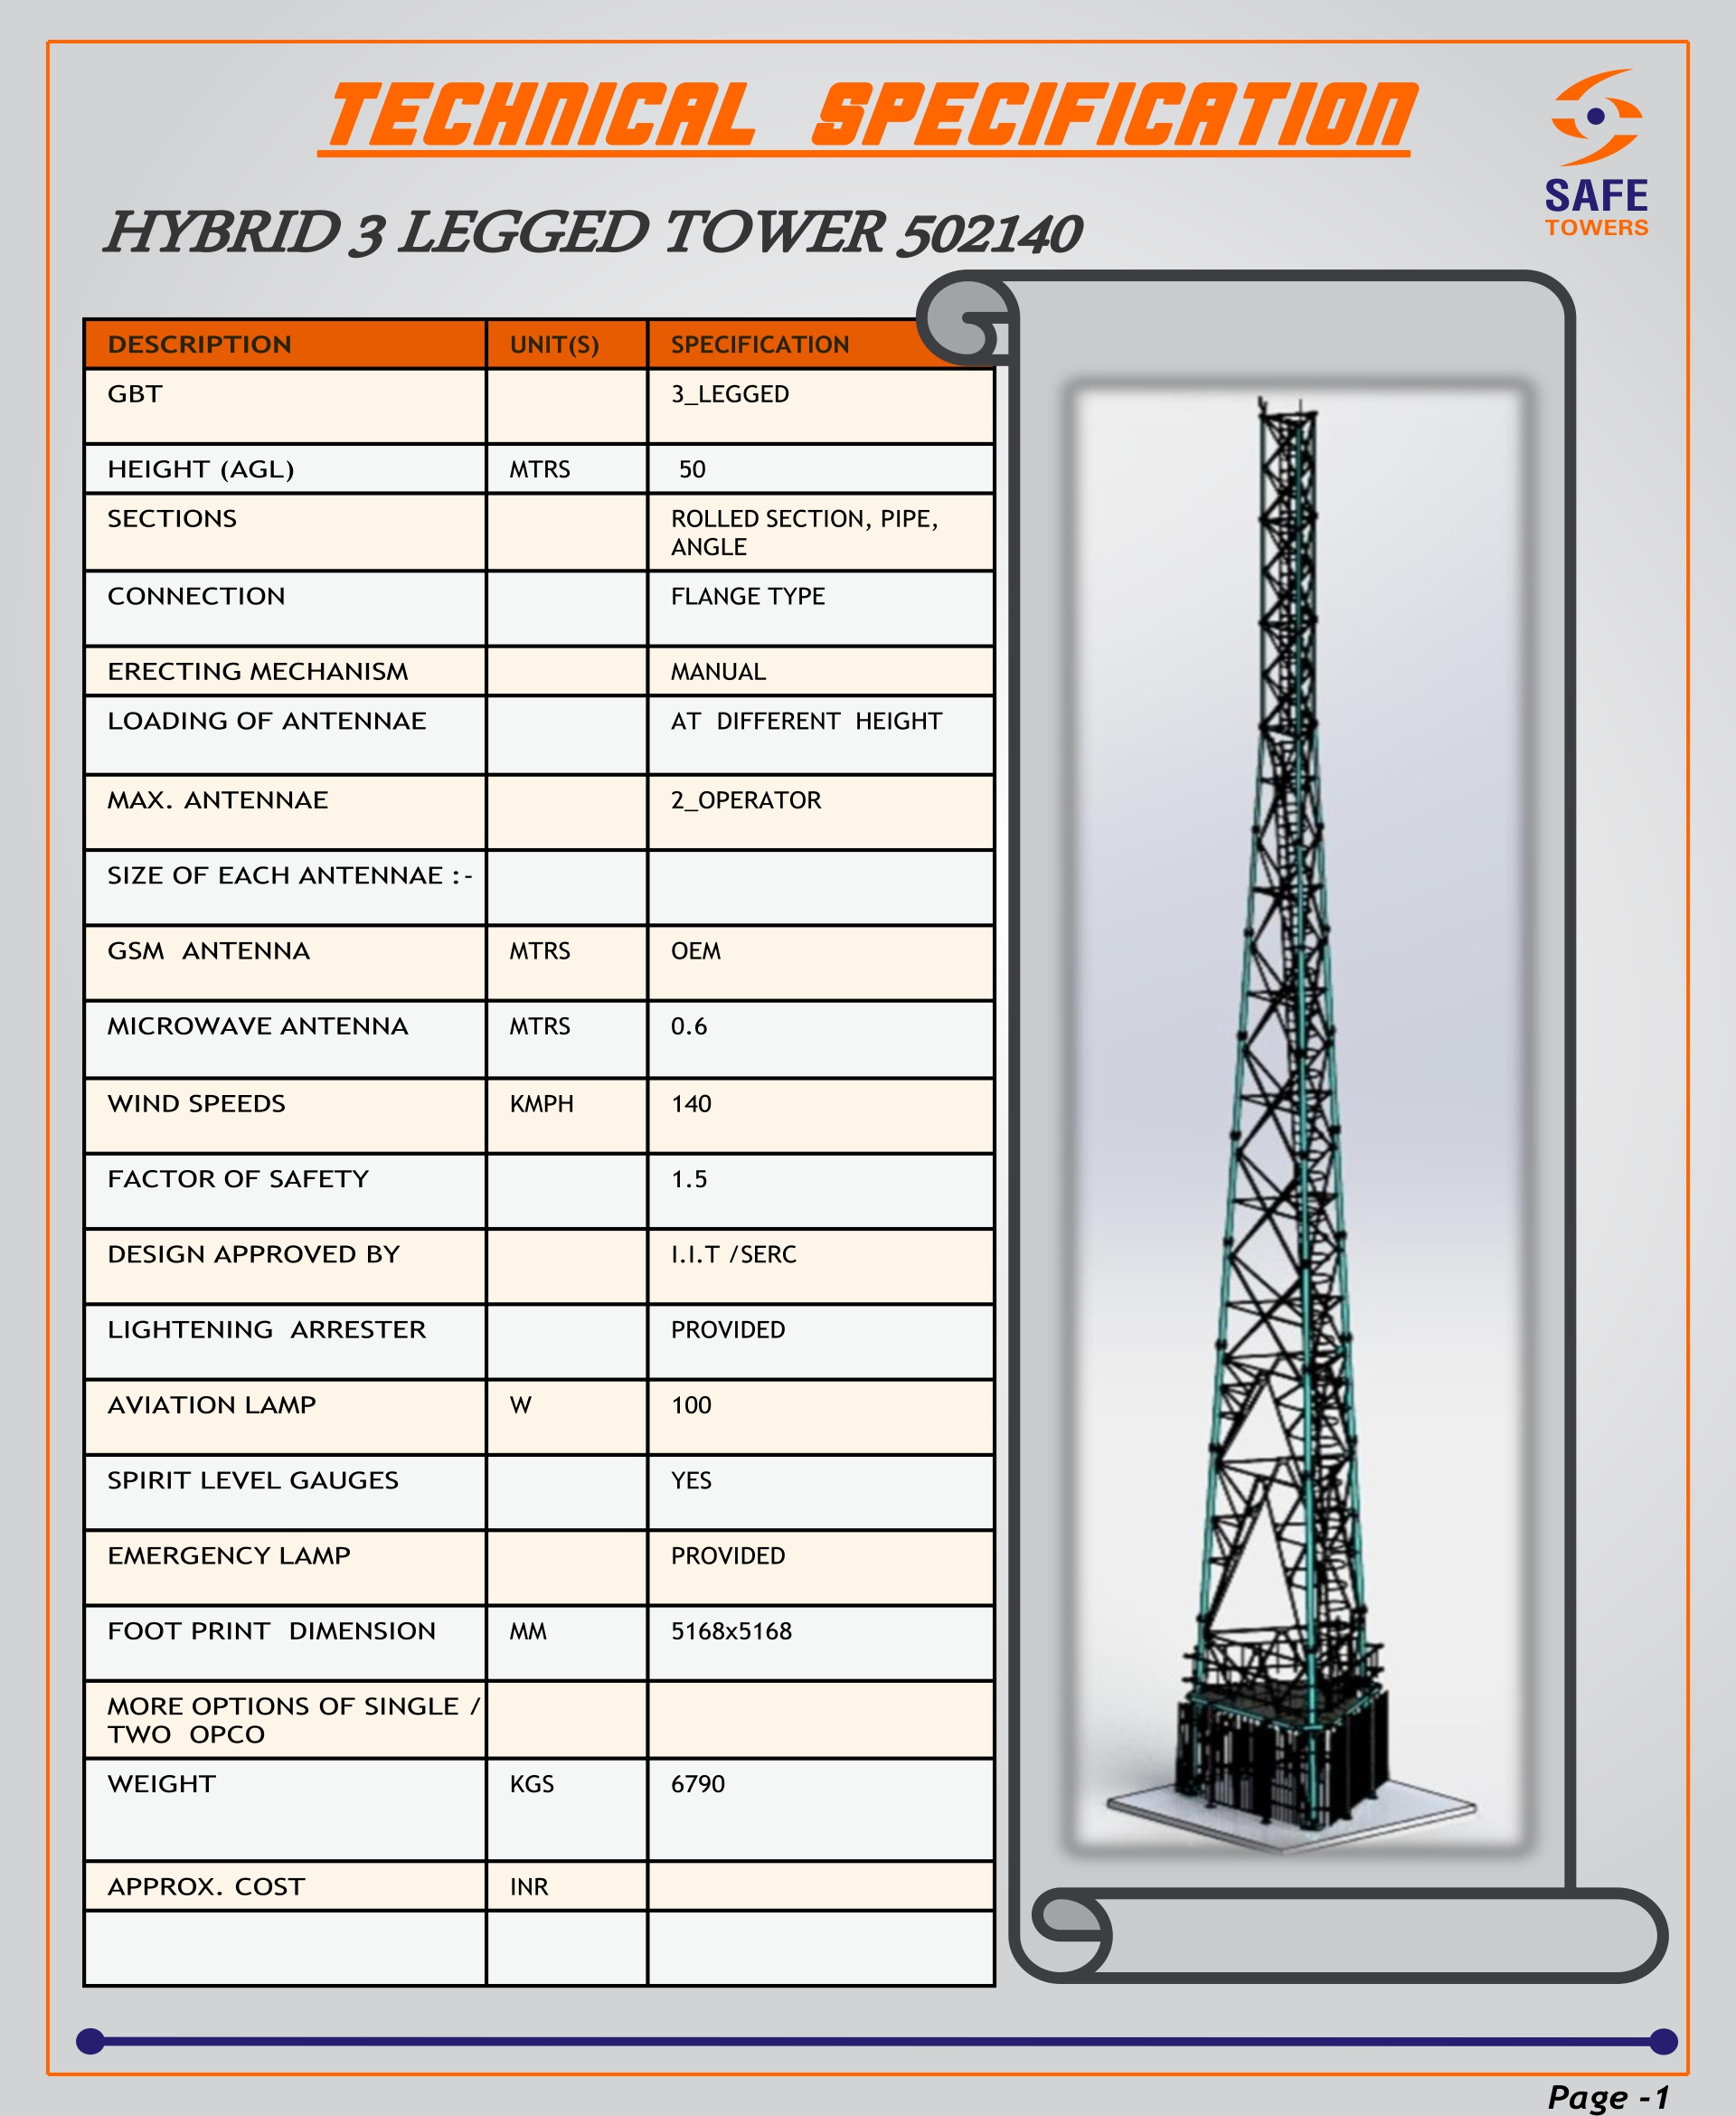 TECHNICAL SPECIFICATION
SAFE
TOWERS
HYBRID 3 LEGGED TOWER 502140
DESCRIPTION UNIT(S) SPECIFICATION
GBT 3_LEGGED
HEIGHT (AGL) MTRS 50
SECTIONS ROLLED SECTION, PIPE,
ANGLE
CONNECTION FLANGE TYPE
ERECTING MECHANISM MANUAL
LOADING OF ANTENNAE AT DIFFERENT HEIGHT
MAX. ANTENNAE 2_OPERATOR
SIZE OF EACH ANTENNAE :-
GSM ANTENNA MTRS OEM
MICROWAVE ANTENNA MTRS 0.6
WIND SPEEDS KMPH 140
FACTOR OF SAFETY 1.5
DESIGN APPROVED BY I.I.T /SERC
LIGHTENING ARRESTER PROVIDED
AVIATION LAMP W 100
SPIRIT LEVEL GAUGES YES
EMERGENCY LAMP PROVIDED
FOOT PRINT DIMENSION MM 5168x5168
MORE OPTIONS OF SINGLE /
TWO OPCO
WEIGHT KGS 6790
APPROX. COST INR
Page -1